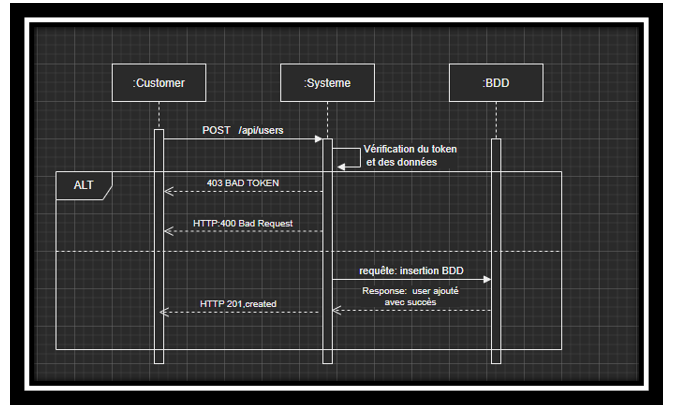 :Customer
:Systeme
:BDD
POST /api/users
Vérification du token
et des données
ALT
403 BAD TOKEN
HTTP:400 Bad Request
requête: insertion BDD
Response: user ajouté
avec succès
HTTP 201,created